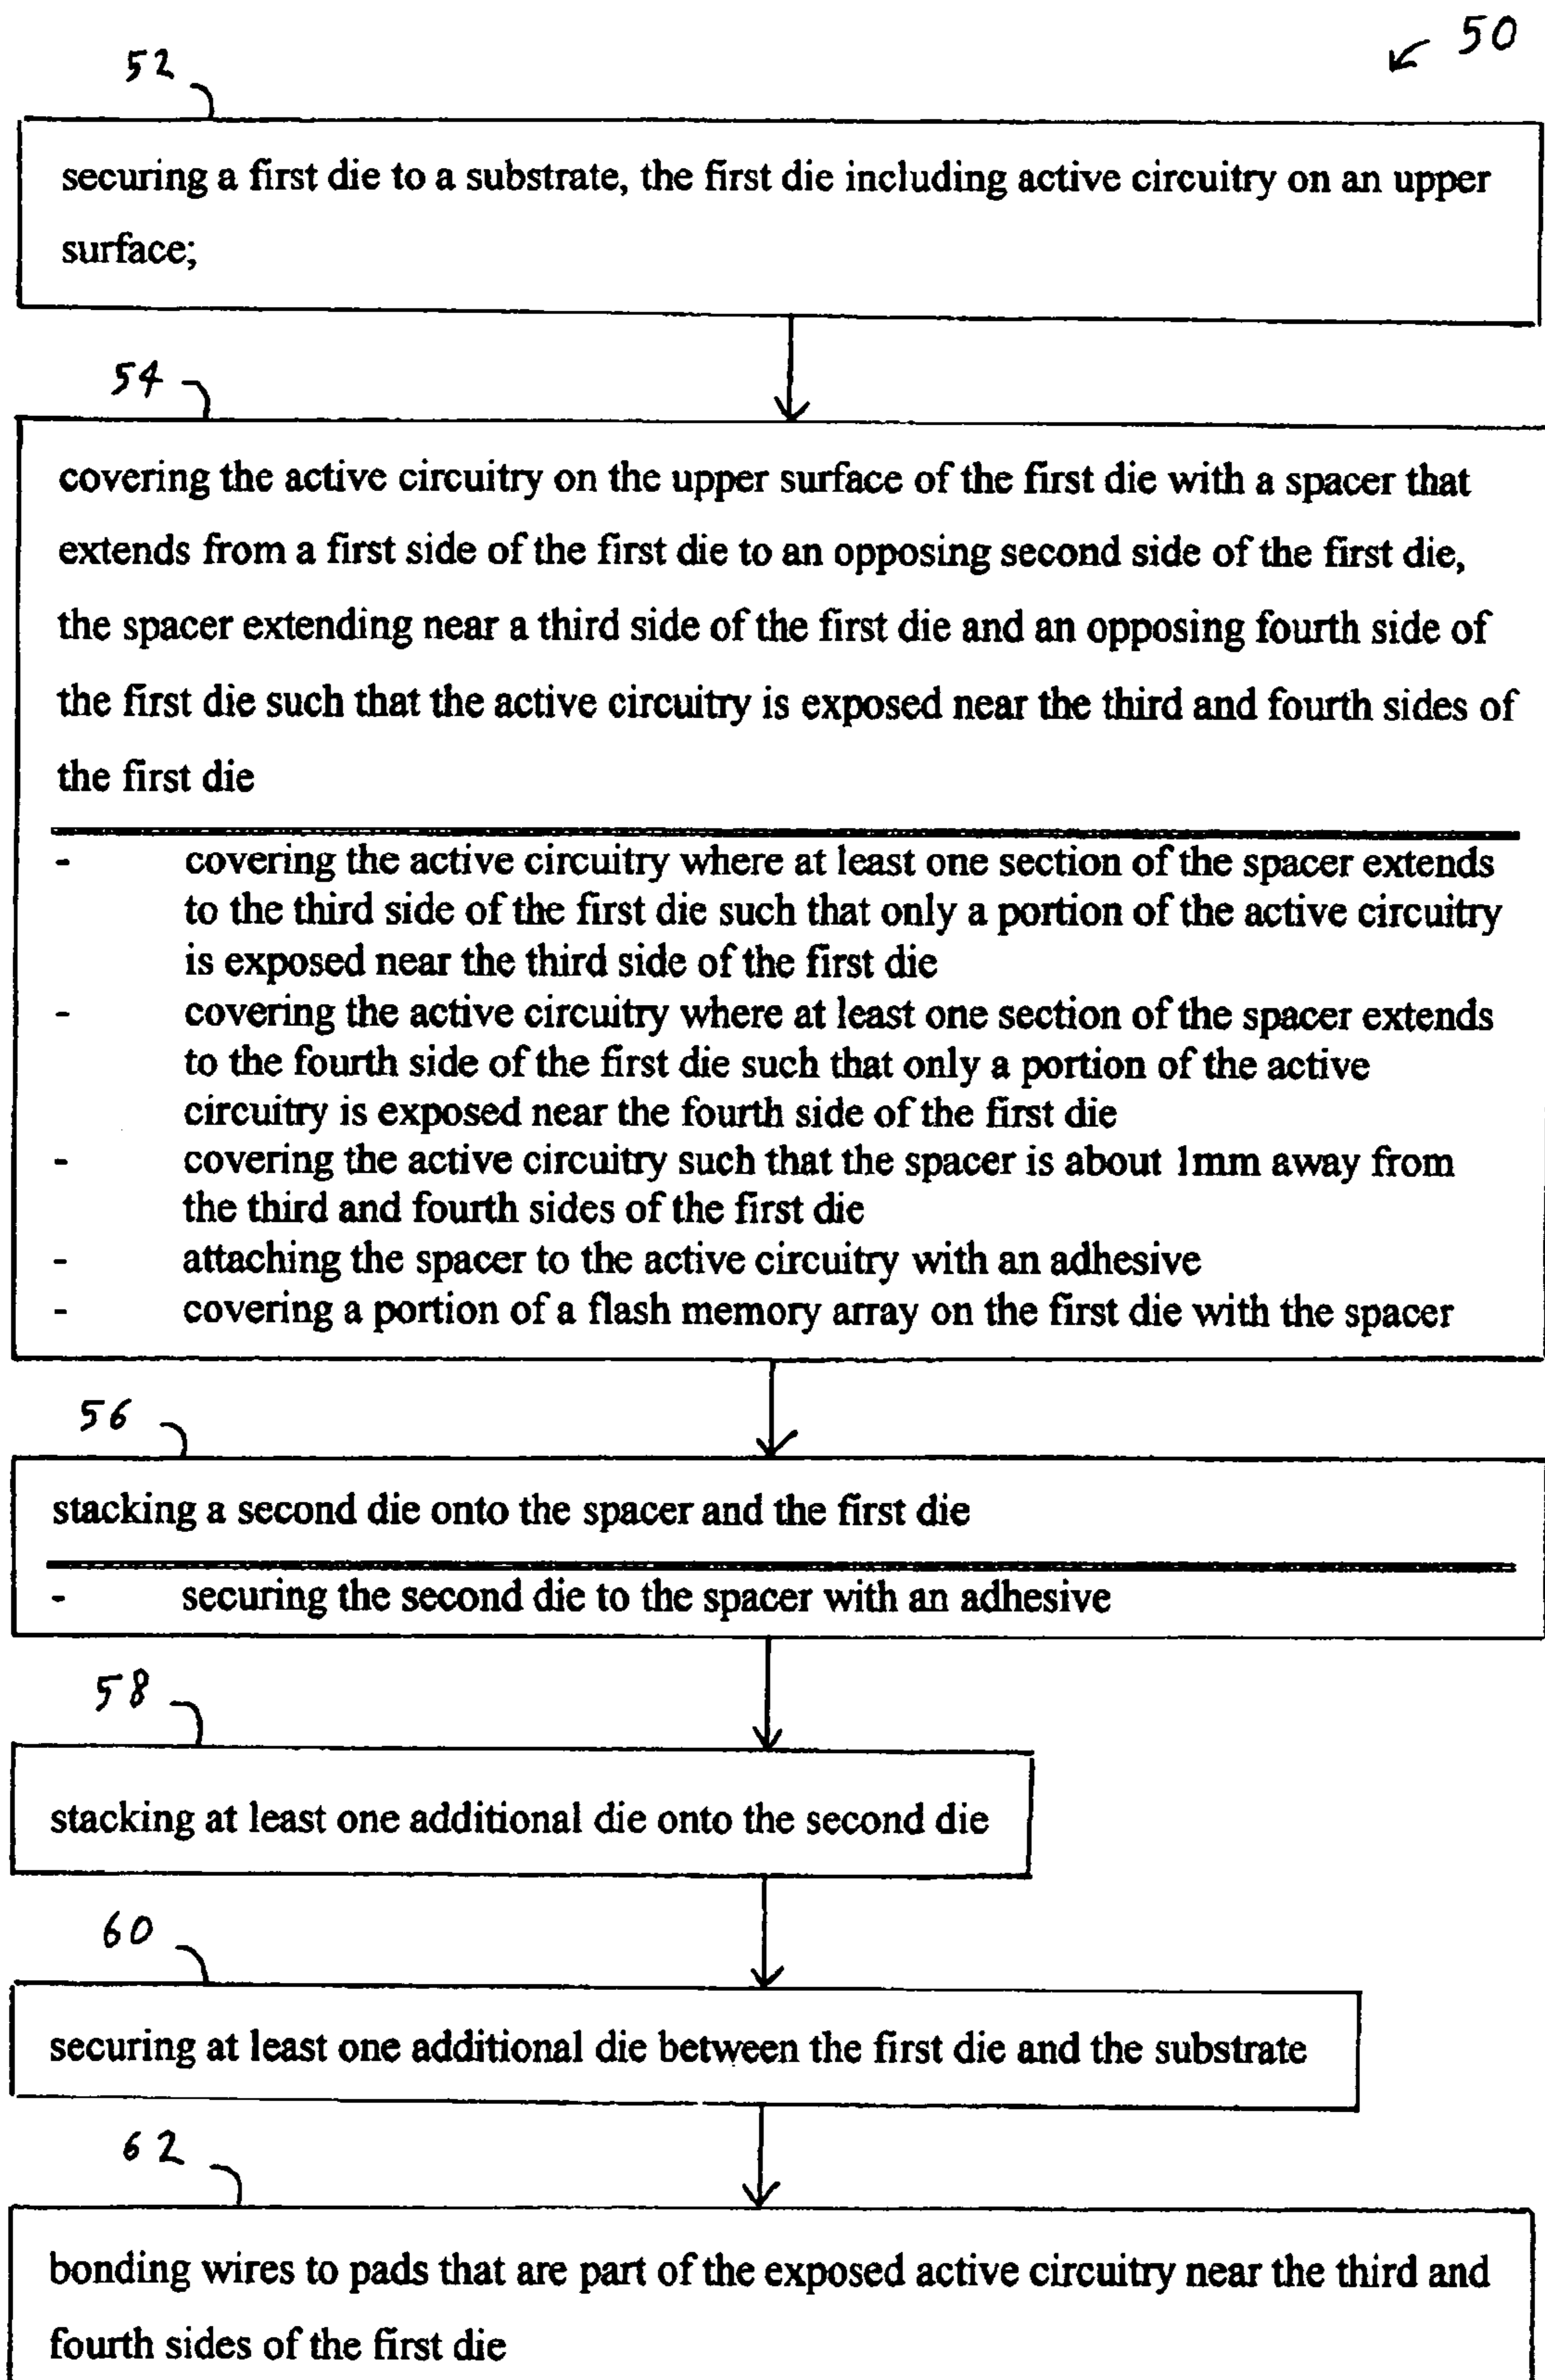 50
52
securing a first die to a substrate, the first die including active circuitry on an upper
surface;
54
covering the active circuitry on the upper surface of the first die with a spacer that
extends from a first side of the first die to an opposing second side of the first die,
the spacer extending near a third side of the first die and an opposing fourth side of
the first die such that the active circuitry is exposed near the third and fourth sides of
the first die
- covering the active circuitry where at least one section of the spacer extends
to the third side of the first die such that only a portion of the active circuitry
is exposed near the third side of the first die
- covering the active circuitry where at least one section of the spacer extends
to the fourth side of the first die such that only a portion of the active
circuitry is exposed near the fourth side of the first die
- covering the active circuitry such that the spacer is about 1mm away from
the third and fourth sides of the first die
- attaching the spacer to the active circuitry with an adhesive
- covering a portion of a flash memory array on the first die with the spacer
56
stacking a second die onto the spacer and the first die
- securing the second die to the spacer with an adhesive
58
stacking at least one additional die onto the second die
60
securing at least one additional die between the first die and the substrate
62
bonding wires to pads that are part of the exposed active circuitry near the third and
fourth sides of the first die